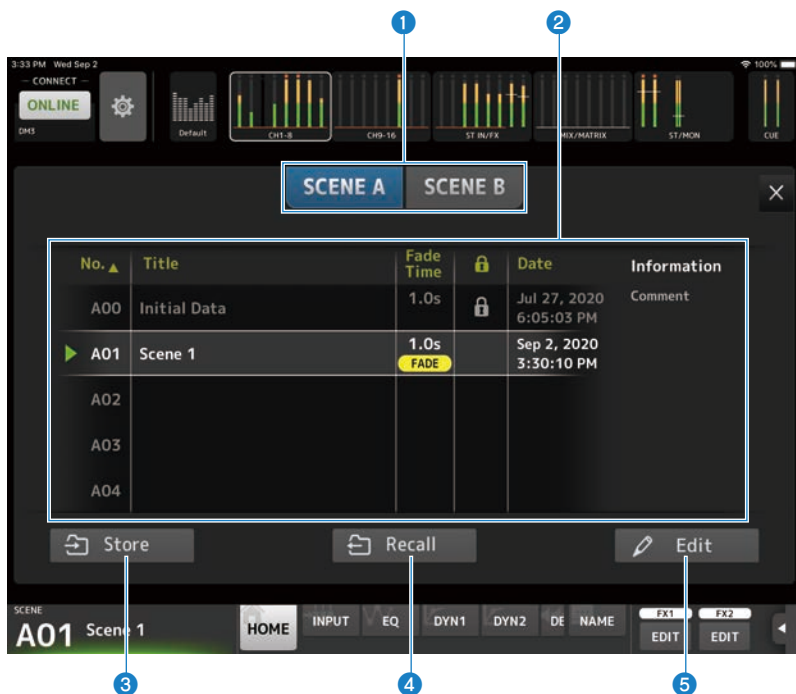 1 2
3:33 PM Wed Sep 2 100%
CONNECT
ONLINE
DM3
Default CH1-8 CH9-16 ST IN/FX MIX/MATRIX ST/MON CUE
SCENE A SCENE B
No. Title Fade Time Date Information
A00 Initial Data 1.0s Jul 27, 2020 6:05:03 PM Comment
A01 Scene 1 1.0s FADE Sep 2, 2020 3:30:10 PM
A02
A03
A04
Store Recall Edit
SCENE
A01 Scene 1
HOME INPUT EQ DYN1 DYN2 DE NAME
FX1 EDIT FX2 EDIT
3 4 5